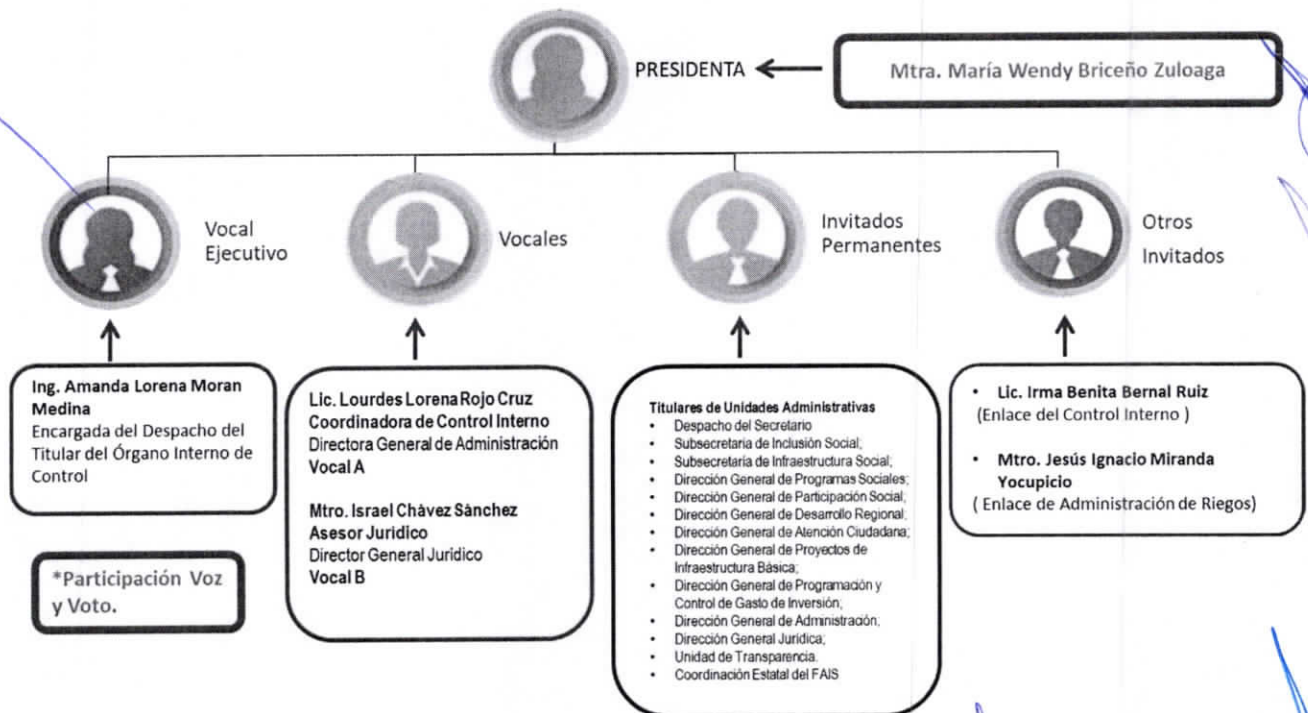 PRESIDENTA
Mtra. María Wendy Briceño Zuloaga
Vocal
Ejecutivo
Vocales
Invitados
Permanentes
Otros
Invitados
Ing. Amanda Lorena Moran
Medina
Encargada del Despacho del
Titular del Órgano Interno de
Control
*Participación Voz
y Voto.
Lic. Lourdes Lorena Rojo Cruz
Coordinadora de Control Interno
Directora General de Administración
Vocal A
Mtro. Israel Chávez Sánchez
Asesor Jurídico
Director General Jurídico
Vocal B
Titulares de Unidades Administrativas
• Despacho del Secretario
• Subsecretaría de Inclusión Social;
• Subsecretaría de Infraestructura Social;
• Dirección General de Programas Sociales;
• Dirección General de Participación Social;
• Dirección General de Desarrollo Regional;
• Dirección General de Atención Ciudadana;
• Dirección General de Proyectos de
Infraestructura Básica;
• Dirección General de Programación y
Control de Gasto de Inversión;
• Dirección General de Administración;
• Dirección General Jurídica;
• Unidad de Transparencia.
• Coordinación Estatal del FAIS
• Lic. Irma Benita Bernal Ruiz
(Enlace del Control Interno )
• Mtro. Jesús Ignacio Miranda
Yocupicio
( Enlace de Administración de Riegos)